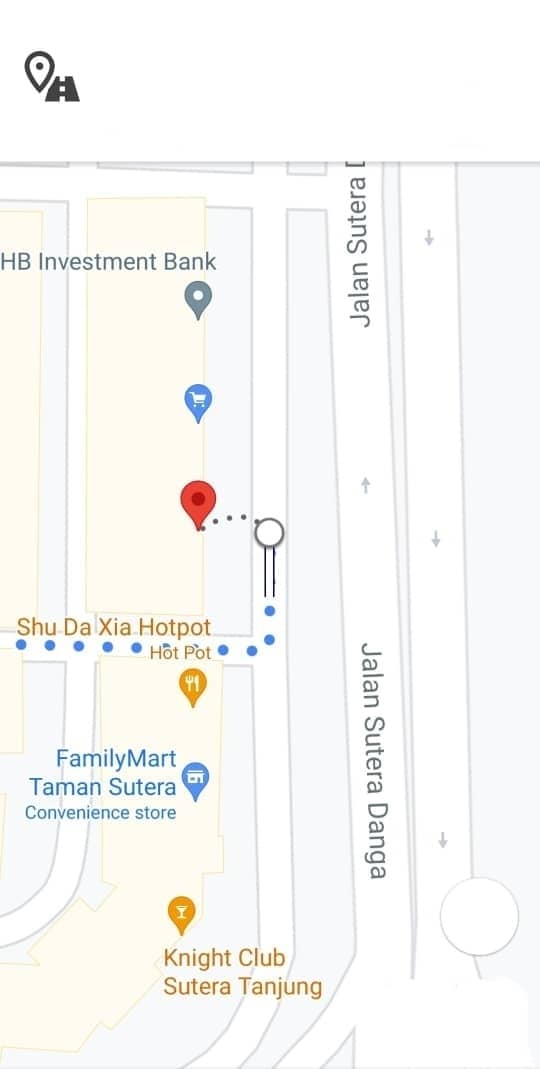 Jalan Sutera D
HB Investment Bank
Shu Da Xia Hotpot
Hot Pot
FamilyMart
Taman Sutera
Convenience store
Jalan Sutera Danga
Knight Club
Sutera Tanjung